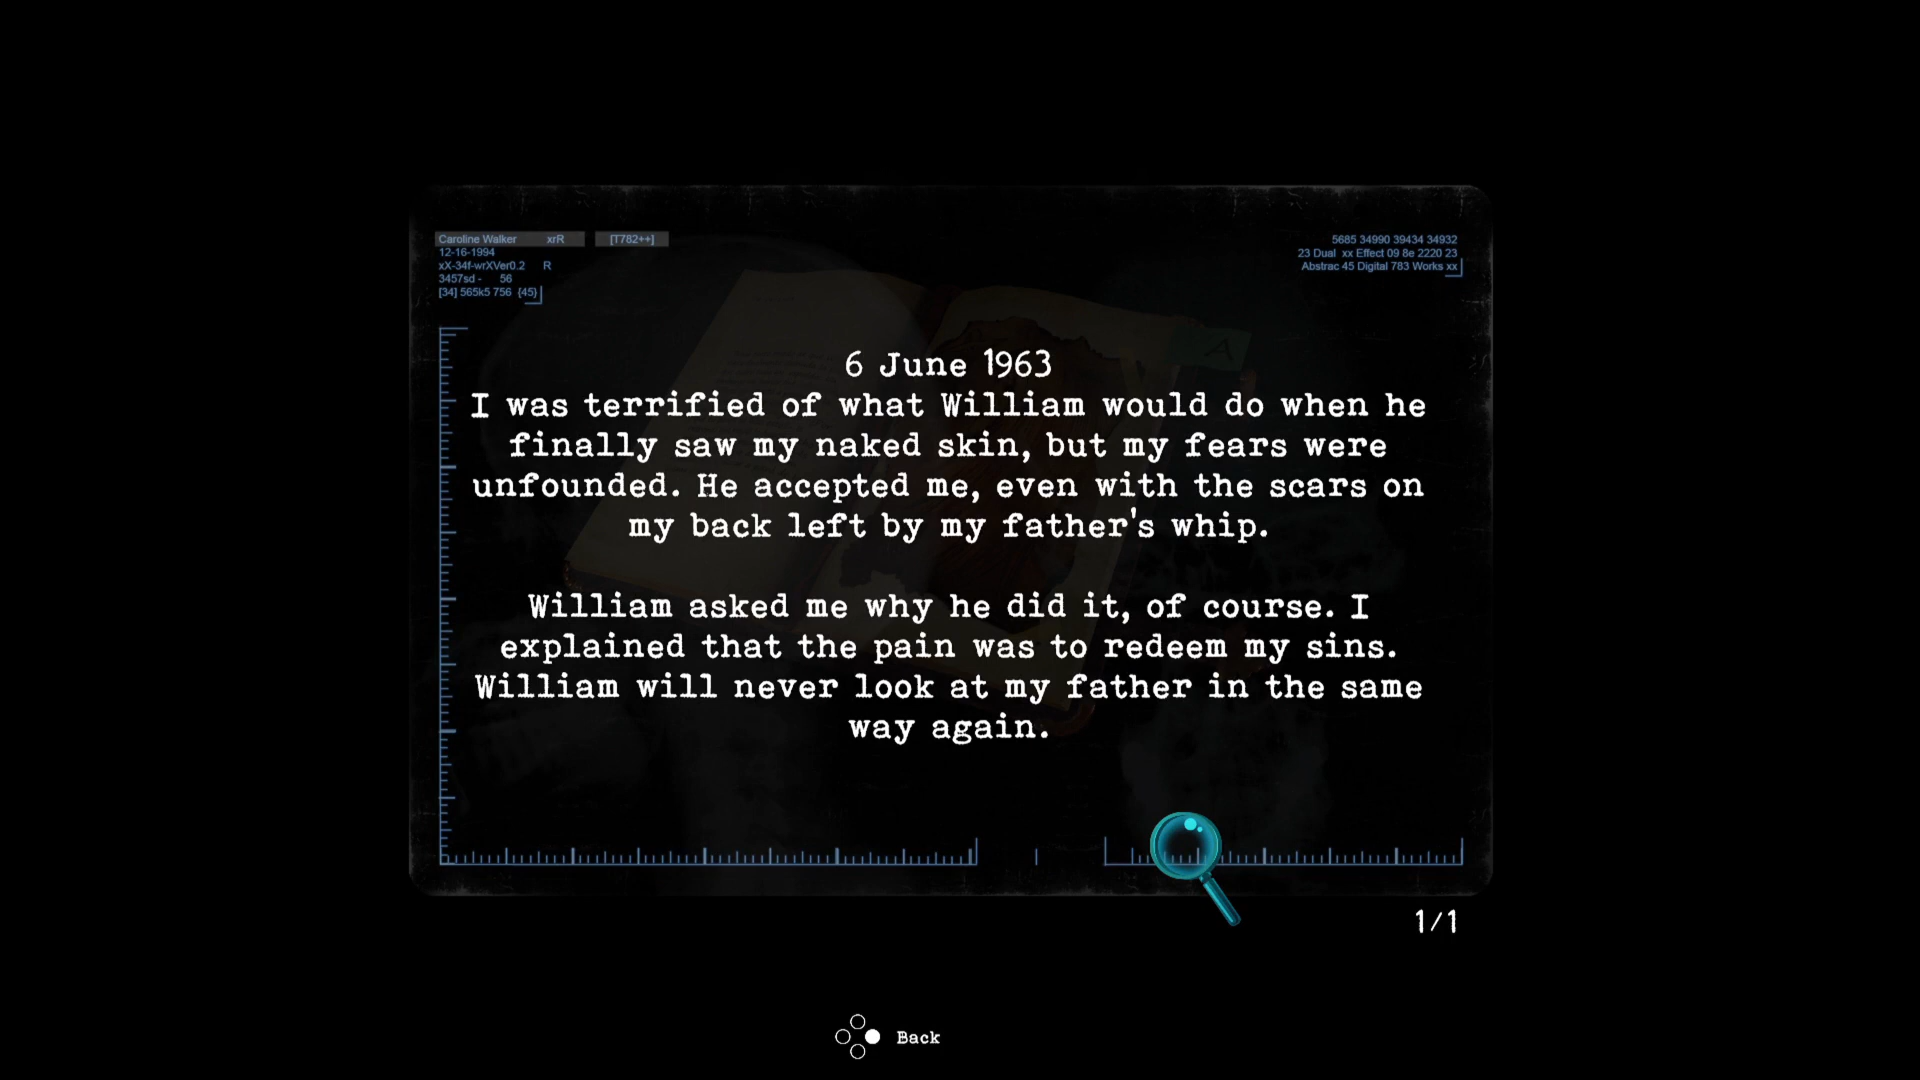 Caroline Walker xrR [T782++]
12-16-1994
xX-34f-wrXVer0.2 R
3457sd - 56
[34] 565k5 756 {45}
5685 34990 39434 34932
23 Dual xx Effect 09 8e 2220 23
Abstrac 45 Digital 783 Works xx
6 June 1963
I was terrified of what William would do when he
finally saw my naked skin, but my fears were
unfounded. He accepted me, even with the scars on
my back left by my father's whip.
William asked me why he did it, of course. I
explained that the pain was to redeem my sins.
William will never look at my father in the same
way again.
1/1
Back